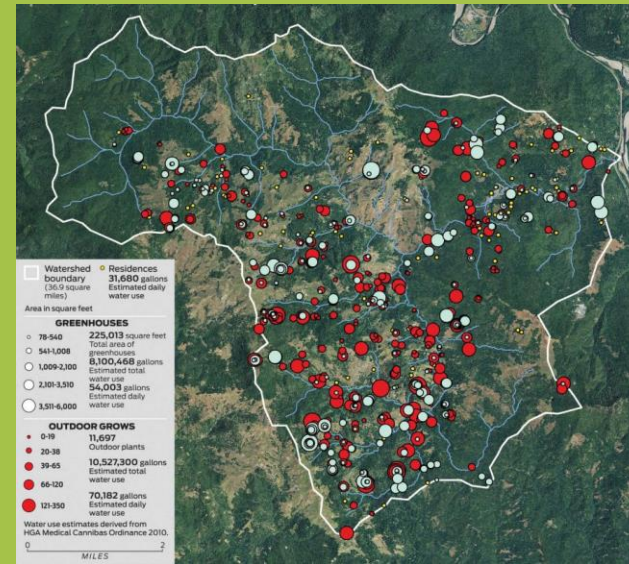 Watershed
boundary
(36.9 square
miles)
Residences
31,680 gallons
Estimated daily
water use
Area in square feet
GREENHOUSES
78-540
541-1,008
1,009-2,100
2,101-3,510
3,511-6,000
225,013 square feet
Total area of
greenhouses
8,100,468 gallons
Estimated total
water use
54,003 gallons
Estimated daily
water use
OUTDOOR GROWS
0-19
20-38
39-65
66-120
121-350
11,697
Outdoor plants
10,527,300 gallons
Estimated total
water use
70,182 gallons
Estimated daily
water use
Water use estimates derived from
HGA Medical Cannibas Ordinance 2010.
0 2
MILES